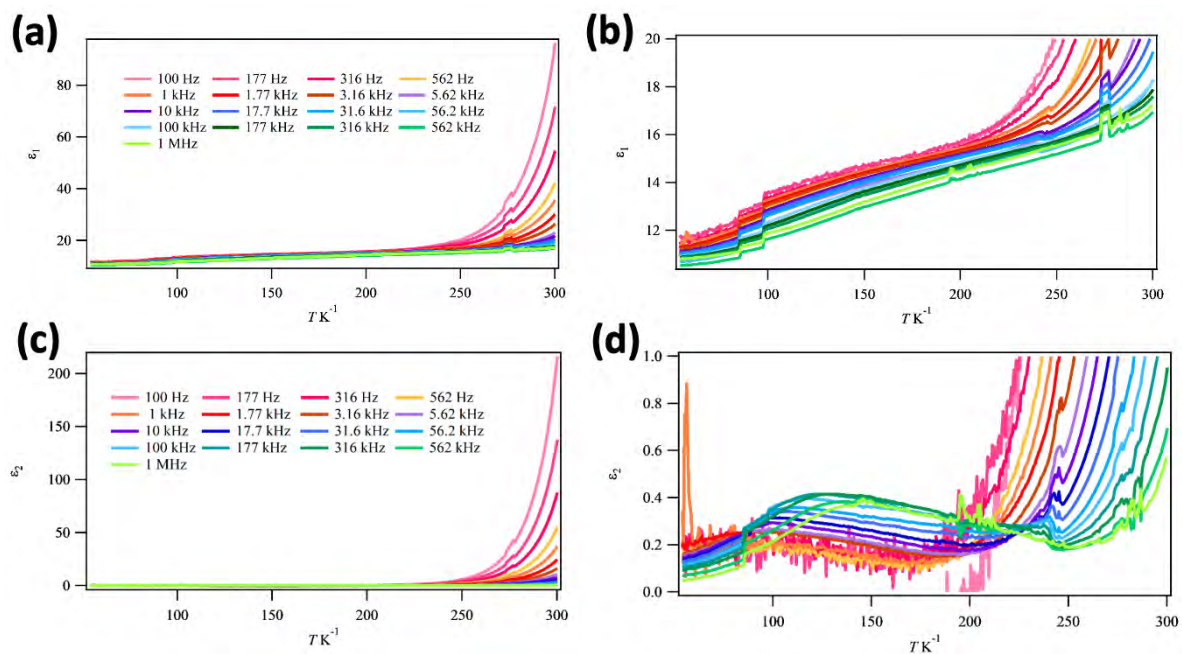 (a)
80
60
40
20
ε₁
100 Hz 177 Hz 316 Hz 562 Hz
1 kHz 1.77 kHz 3.16 kHz 5.62 kHz
10 kHz 17.7 kHz 31.6 kHz 56.2 kHz
100 kHz 177 kHz 316 kHz 562 kHz
1 MHz
100 150 200 250 300
T K⁻¹
(b)
20
18
16
14
12
ε₁
100 150 200 250 300
T K⁻¹
(c)
200
150
100
50
0
ε₂
100 Hz 177 Hz 316 Hz 562 Hz
1 kHz 1.77 kHz 3.16 kHz 5.62 kHz
10 kHz 17.7 kHz 31.6 kHz 56.2 kHz
100 kHz 177 kHz 316 kHz 562 kHz
1 MHz
100 150 200 250 300
T K⁻¹
(d)
1.0
0.8
0.6
0.4
0.2
0.0
ε₂
100 150 200 250 300
T K⁻¹